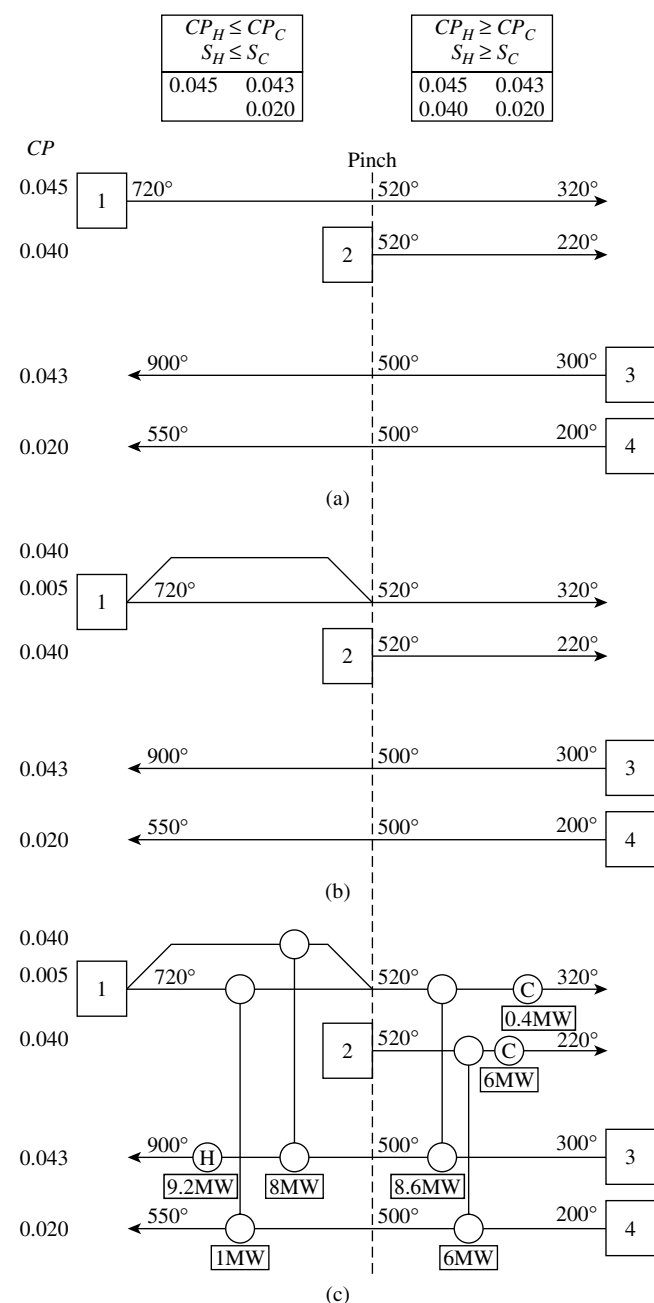 CP_H ≤ CP_C CP_H ≥ CP_C
S_H ≤ S_C S_H ≥ S_C
0.045 0.043 0.045 0.043
0.020 0.040 0.020
CP Pinch
0.045 1 720° 520° 320°
0.040 2 520° 220°
0.043 900° 500° 300° 3
0.020 550° 500° 200° 4
(a)
0.040
0.005 1 720° 520° 320°
0.040 2 520° 220°
0.043 900° 500° 300° 3
0.020 550° 500° 200° 4
(b)
0.040
0.005 1 720° 520° C 320°
0.4MW
0.040 2 520° C 220°
6MW
0.043 900° H 500° 300° 3
9.2MW 8MW 8.6MW
0.020 550° 500° 200° 4
1MW 6MW
(c)